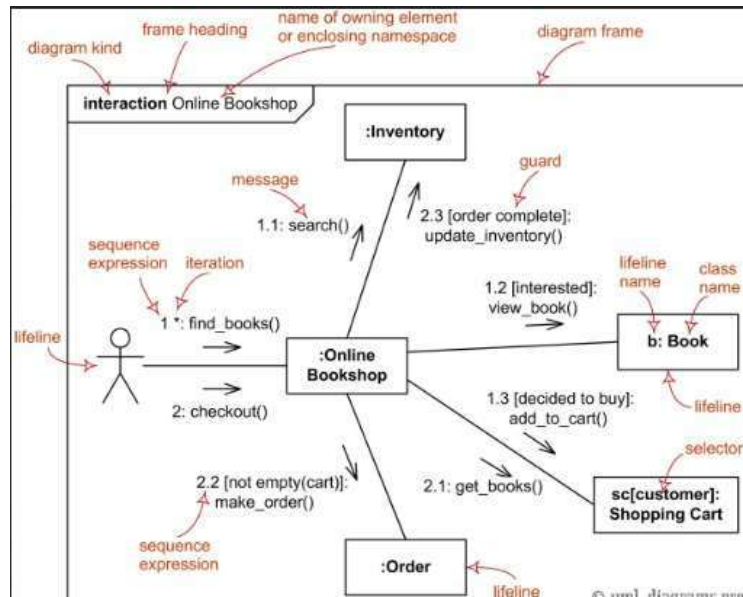 name of owning element
or enclosing namespace
frame heading
diagram kind
diagram frame
interaction Online Bookshop
:Inventory
message
guard
1.1: search()
2.3 [order complete]:
update_inventory()
sequence
expression
iteration
lifeline
name
class
name
1.2 [interested]:
view_book()
1 *: find_books()
lifeline
:Online
Bookshop
b: Book
2: checkout()
1.3 [decided to buy]:
add_to_cart()
lifeline
selector
2.2 [not empty(cart)]:
make_order()
2.1: get_books()
sc[customer]:
Shopping Cart
sequence
expression
:Order
lifeline